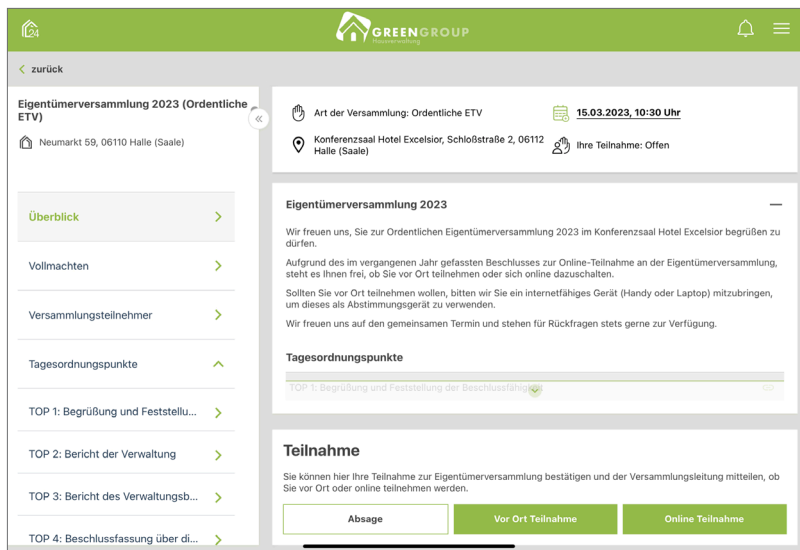 24
GREENGROUP
Hausverwaltung
zurück
Eigentümerversammlung 2023 (Ordentliche
ETV)
Neumarkt 59, 06110 Halle (Saale)
Überblick
Vollmachten
Versammlungsteilnehmer
Tagesordnungspunkte
TOP 1: Begrüßung und Feststellu...
TOP 2: Bericht der Verwaltung
TOP 3: Bericht des Verwaltungsb...
TOP 4: Beschlussfassung über di...
Art der Versammlung: Ordentliche ETV
15.03.2023, 10:30 Uhr
Konferenzsaal Hotel Excelsior, Schloßstraße 2, 06112
Halle (Saale)
Ihre Teilnahme: Offen
Eigentümerversammlung 2023
Wir freuen uns, Sie zur Ordentlichen Eigentümerversammlung 2023 im Konferenzsaal Hotel Excelsior begrüßen zu
dürfen.
Aufgrund des im vergangenen Jahr gefassten Beschlusses zur Online-Teilnahme an der Eigentümerversammlung,
steht es Ihnen frei, ob Sie vor Ort teilnehmen oder sich online dazuschalten.
Sollten Sie vor Ort teilnehmen wollen, bitten wir Sie ein internetfähiges Gerät (Handy oder Laptop) mitzubringen,
um dieses als Abstimmungsgerät zu verwenden.
Wir freuen uns auf den gemeinsamen Termin und stehen für Rückfragen stets gerne zur Verfügung.
Tagesordnungspunkte
TOP 1: Begrüßung und Feststellung der Beschlussfähigkeit
Teilnahme
Sie können hier Ihre Teilnahme zur Eigentümerversammlung bestätigen und der Versammlungsleitung mitteilen, ob
Sie vor Ort oder online teilnehmen werden.
Absage
Vor Ort Teilnahme
Online Teilnahme